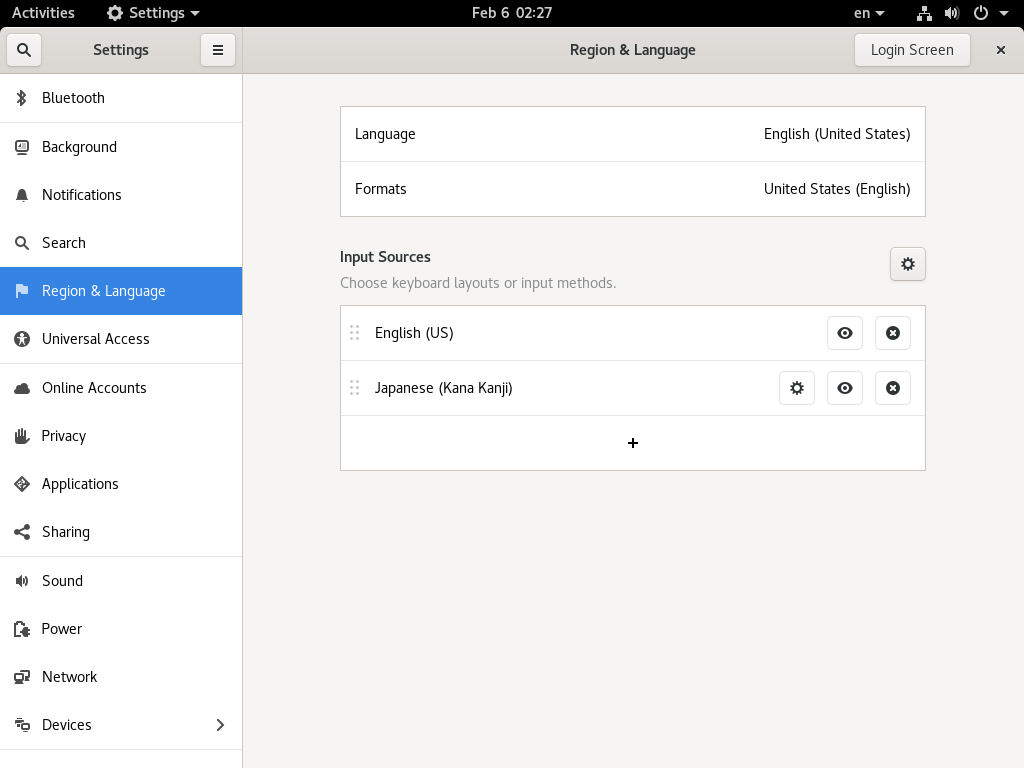 Activities Settings Feb 6 02:27 en
Settings Region & Language Login Screen
Bluetooth
Background
Notifications
Search
Region & Language
Universal Access
Online Accounts
Privacy
Applications
Sharing
Sound
Power
Network
Devices
Language English (United States)
Formats United States (English)
Input Sources
Choose keyboard layouts or input methods.
English (US)
Japanese (Kana Kanji)